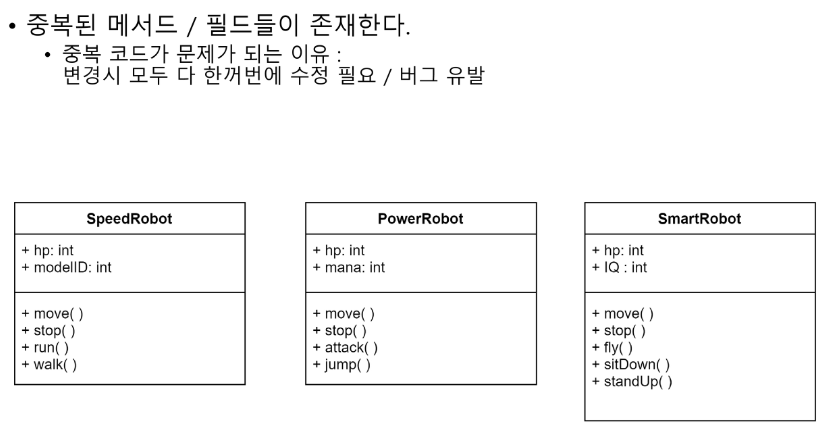 • 중복된 메서드 / 필드들이 존재한다.
• 중복 코드가 문제가 되는 이유 :
변경시 모두 다 한꺼번에 수정 필요 / 버그 유발
SpeedRobot
+ hp: int
+ modelID: int
+ move( )
+ stop( )
+ run( )
+ walk( )
PowerRobot
+ hp: int
+ mana: int
+ move( )
+ stop( )
+ attack( )
+ jump( )
SmartRobot
+ hp: int
+ IQ : int
+ move( )
+ stop( )
+ fly( )
+ sitDown( )
+ standUp( )